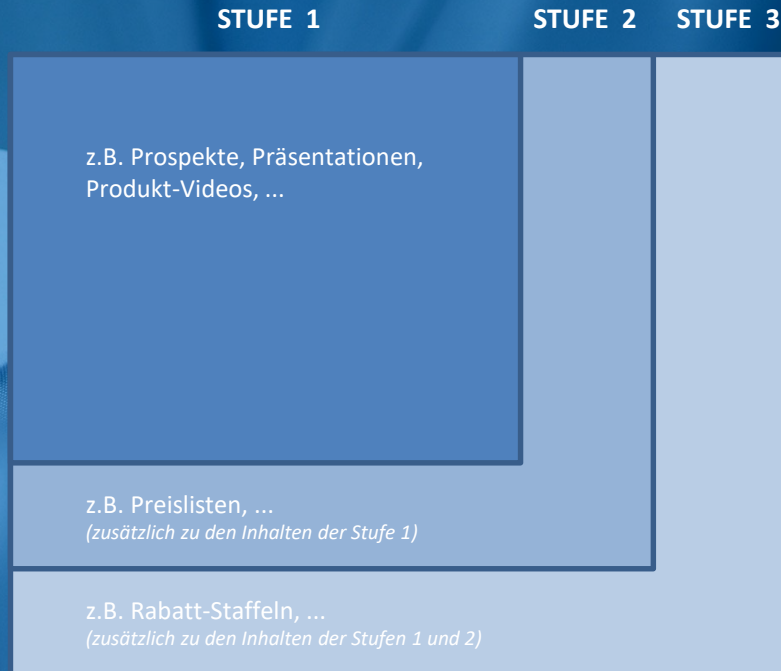 STUFE 1 STUFE 2 STUFE 3
z.B. Prospekte, Präsentationen,
Produkt-Videos, ...
z.B. Preislisten, ...
(zusätzlich zu den Inhalten der Stufe 1)
z.B. Rabatt-Staffeln, ...
(zusätzlich zu den Inhalten der Stufen 1 und 2)